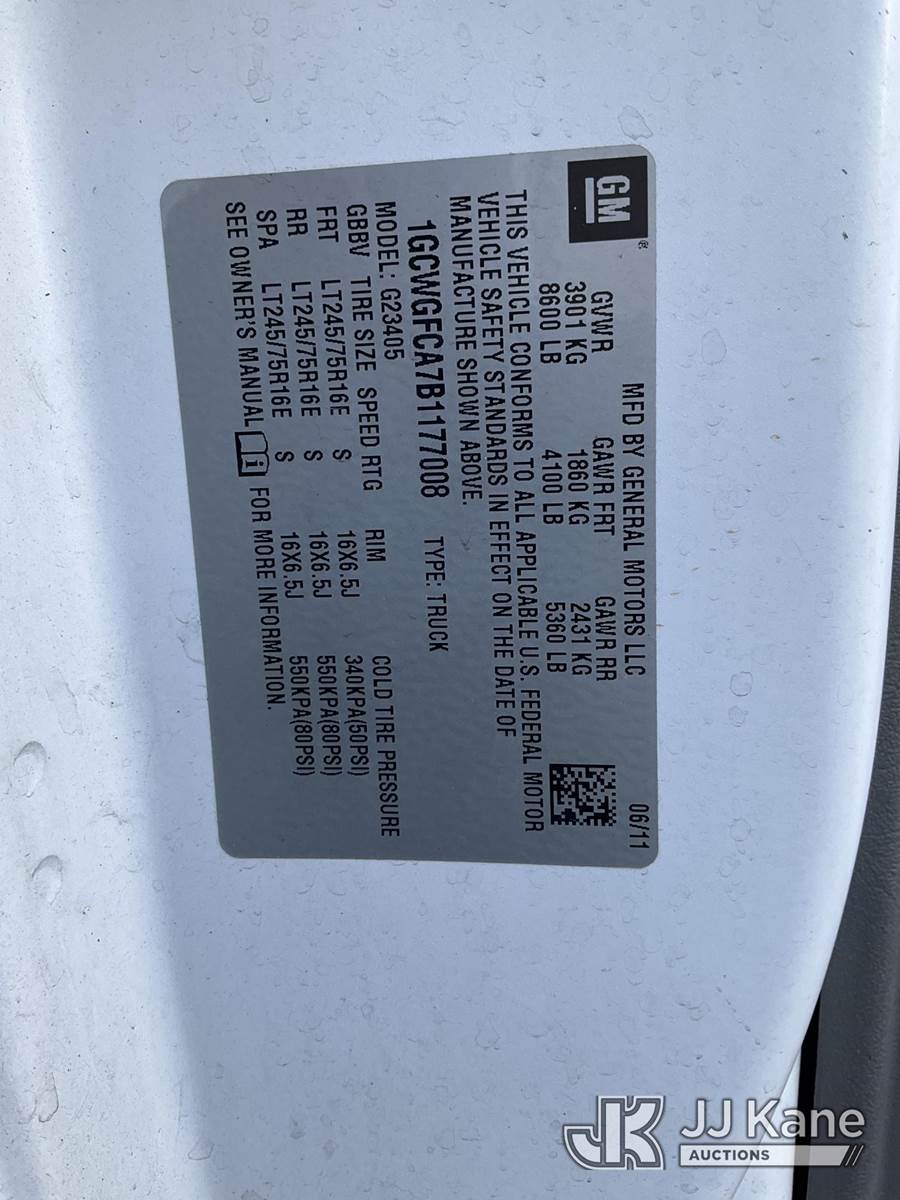 GM ®
MFD BY GENERAL MOTORS LLC 06/11
GVWR GAWR FRT GAWR RR
3901 KG 1860 KG 2431 KG
8600 LB 4100 LB 5360 LB
THIS VEHICLE CONFORMS TO ALL APPLICABLE U.S. FEDERAL MOTOR
VEHICLE SAFETY STANDARDS IN EFFECT ON THE DATE OF
MANUFACTURE SHOWN ABOVE.
1GCWGFCA7B1177008 TYPE: TRUCK
MODEL: G23405
GBBV TIRE SIZE SPEED RTG RIM COLD TIRE PRESSURE
FRT LT245/75R16E S 16X6.5J 340KPA(50PSI)
RR LT245/75R16E S 16X6.5J 550KPA(80PSI)
SPA LT245/75R16E S 16X6.5J 550KPA(80PSI)
SEE OWNER'S MANUAL i FOR MORE INFORMATION.
JK JJ Kane
AUCTIONS